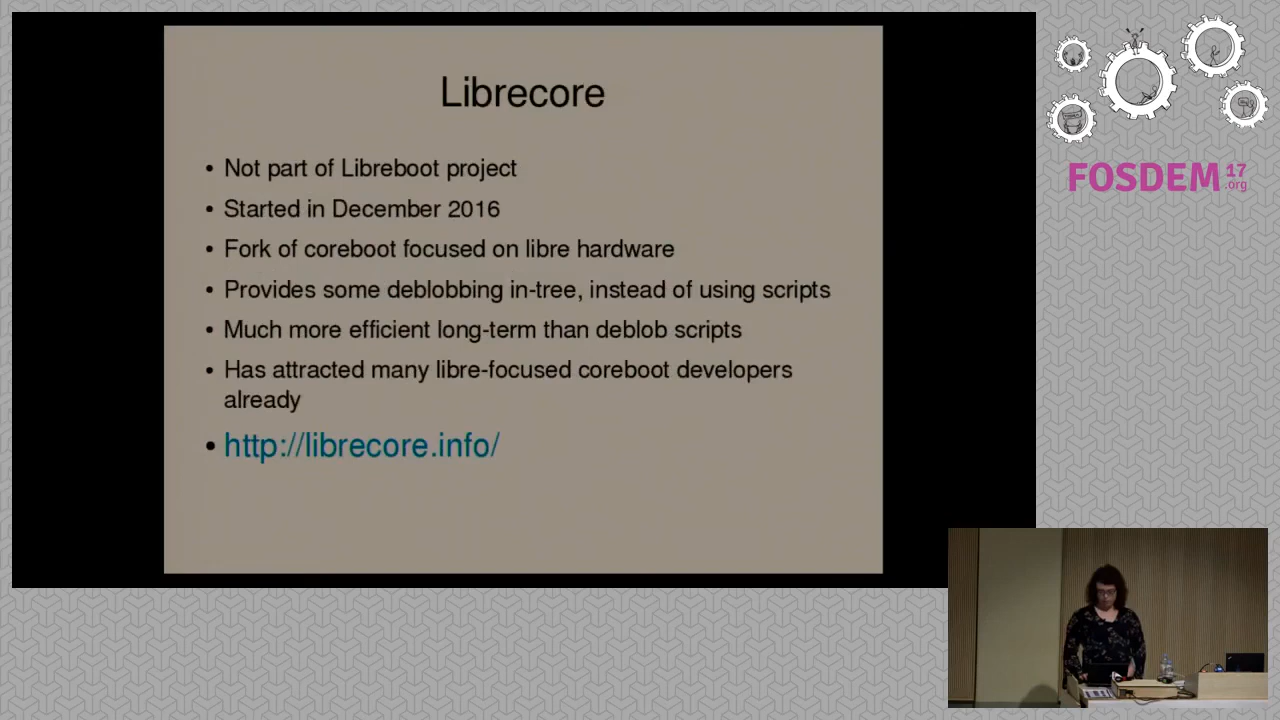 Librecore
• Not part of Libreboot project
• Started in December 2016
• Fork of coreboot focused on libre hardware
• Provides some deblobbing in-tree, instead of using scripts
• Much more efficient long-term than deblob scripts
• Has attracted many libre-focused coreboot developers
already
• http://librecore.info/
FOSDEM 17
.org